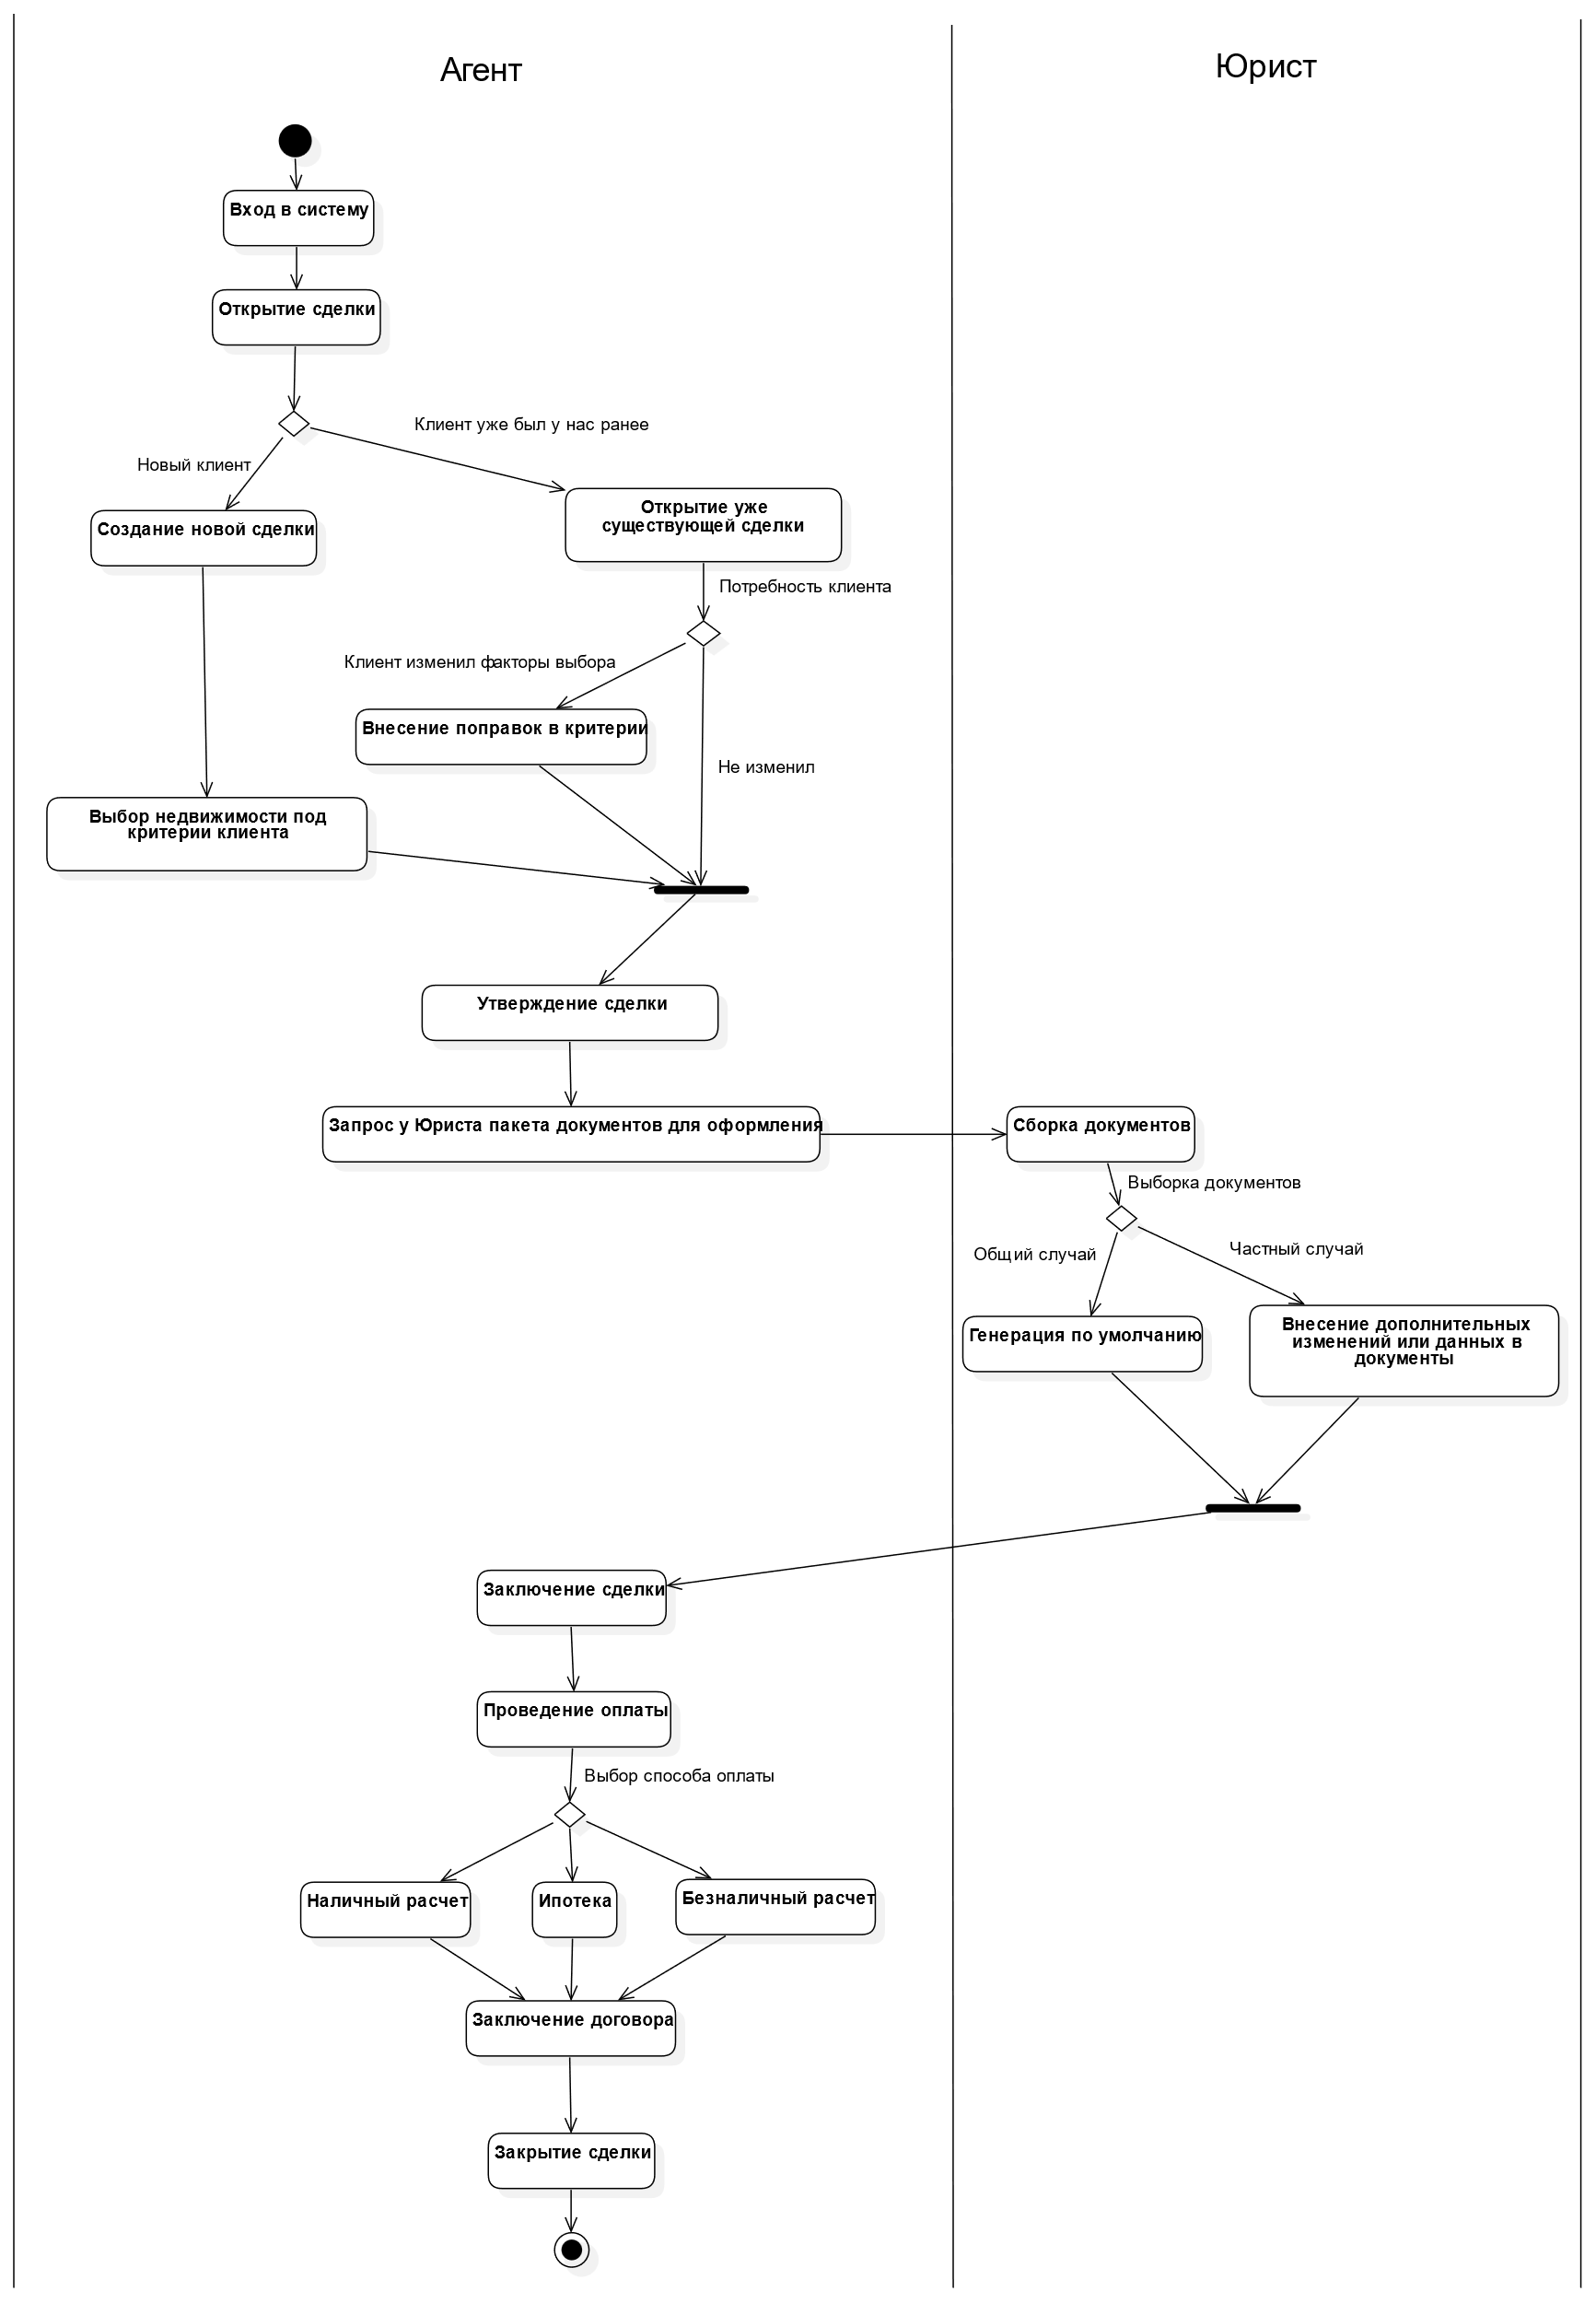 Агент
Юрист
Вход в систему
Открытие сделки
Клиент уже был у нас ранее
Новый клиент
Открытие уже
существующей сделки
Создание новой сделки
Потребность клиента
Клиент изменил факторы выбора
Внесение поправок в критерии
Не изменил
Выбор недвижимости под
критерии клиента
Утверждение сделки
Запрос у Юриста пакета документов для оформления
Сборка документов
Выборка документов
Общий случай
Частный случай
Генерация по умолчанию
Внесение дополнительных
изменений или данных в
документы
Заключение сделки
Проведение оплаты
Выбор способа оплаты
Наличный расчет
Ипотека
Безналичный расчет
Заключение договора
Закрытие сделки